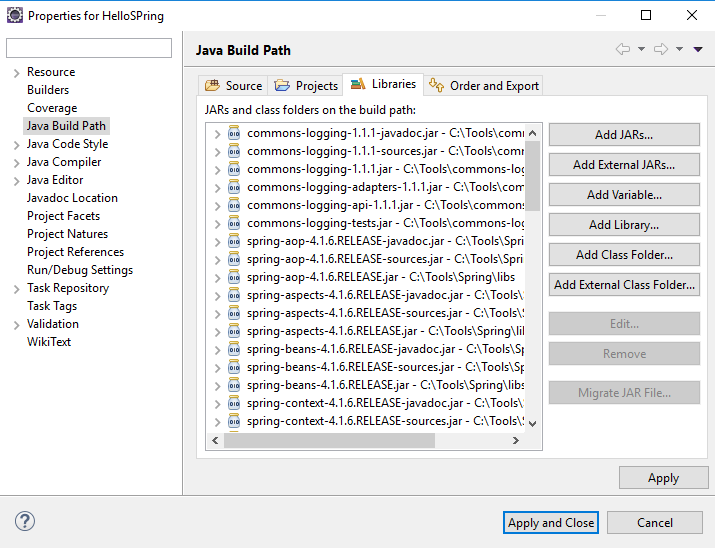 Properties for HelloSPring
Resource
Builders
Coverage
Java Build Path
Java Code Style
Java Compiler
Java Editor
Javadoc Location
Project Facets
Project Natures
Project References
Run/Debug Settings
Task Repository
Task Tags
Validation
WikiText
Java Build Path
Source Projects Libraries Order and Export
JARs and class folders on the build path:
commons-logging-1.1.1-javadoc.jar - C:\Tools\com
commons-logging-1.1.1-sources.jar - C:\Tools\com
commons-logging-1.1.1.jar - C:\Tools\commons-log
commons-logging-adapters-1.1.1.jar - C:\Tools\com
commons-logging-api-1.1.1.jar - C:\Tools\commons
commons-logging-tests.jar - C:\Tools\commons-log
spring-aop-4.1.6.RELEASE-javadoc.jar - C:\Tools\Spri
spring-aop-4.1.6.RELEASE-sources.jar - C:\Tools\Spri
spring-aop-4.1.6.RELEASE.jar - C:\Tools\Spring\libs
spring-aspects-4.1.6.RELEASE-javadoc.jar - C:\Tools\
spring-aspects-4.1.6.RELEASE-sources.jar - C:\Tools\
spring-aspects-4.1.6.RELEASE.jar - C:\Tools\Spring\lib
spring-beans-4.1.6.RELEASE-javadoc.jar - C:\Tools\Sp
spring-beans-4.1.6.RELEASE-sources.jar - C:\Tools\Sp
spring-beans-4.1.6.RELEASE.jar - C:\Tools\Spring\libs
spring-context-4.1.6.RELEASE-javadoc.jar - C:\Tools\
spring-context-4.1.6.RELEASE-sources.jar - C:\Tools\S
Add JARs...
Add External JARs...
Add Variable...
Add Library...
Add Class Folder...
Add External Class Folder...
Edit...
Remove
Migrate JAR File...
Apply
Apply and Close
Cancel